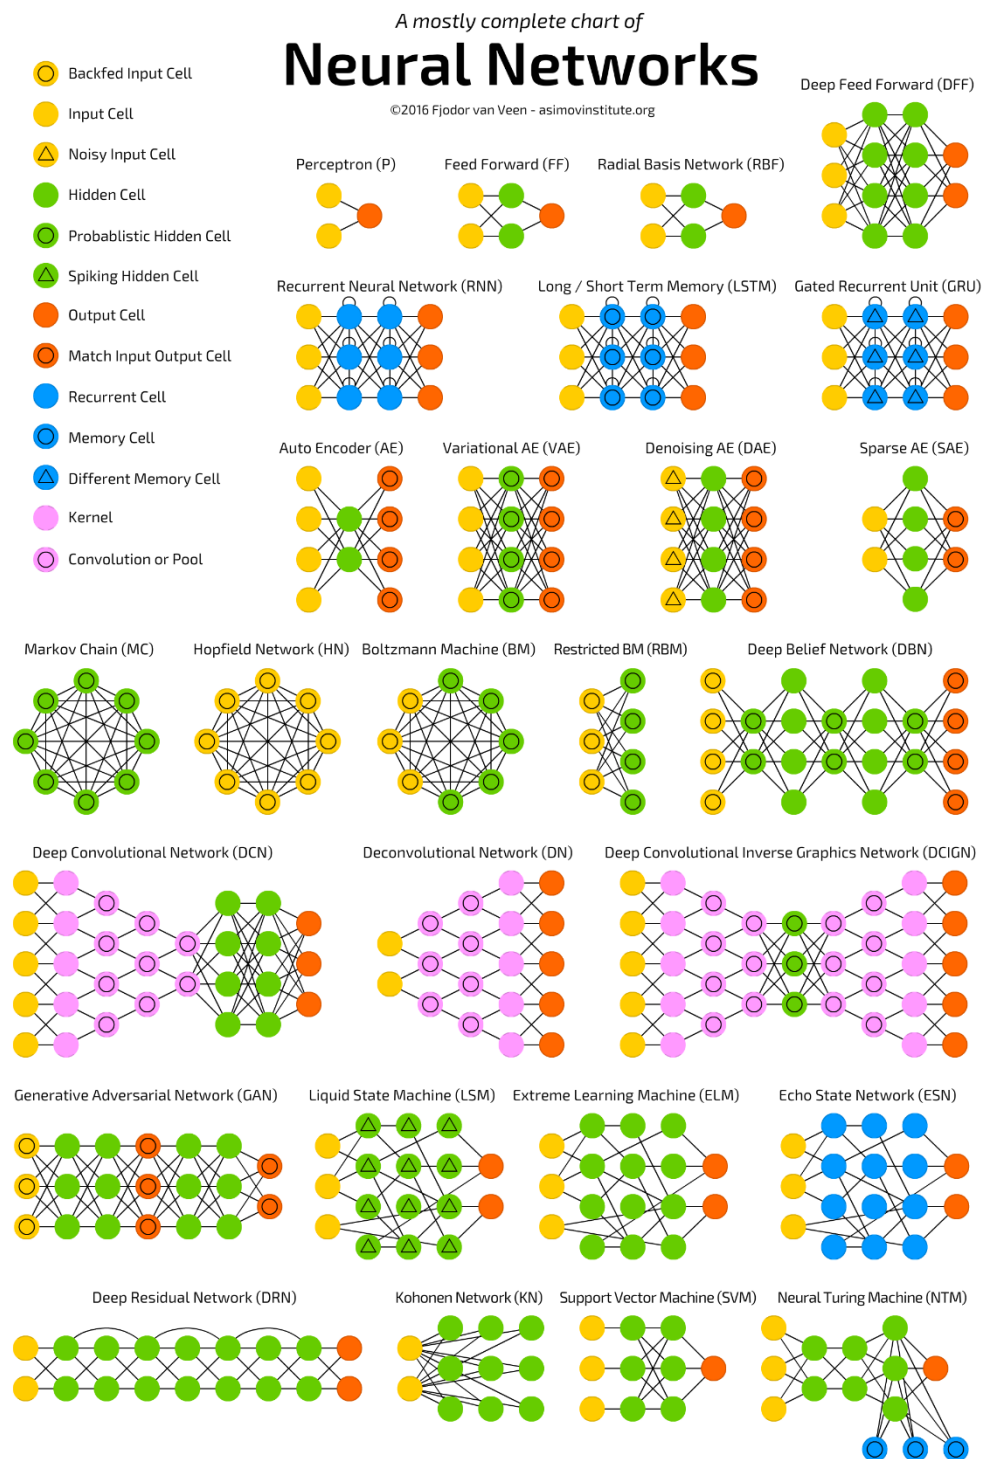 A mostly complete chart of
Neural Networks
©2016 Fjodor van Veen - asimovinstitute.org
Backfed Input Cell
Input Cell
Noisy Input Cell
Hidden Cell
Probablistic Hidden Cell
Spiking Hidden Cell
Output Cell
Match Input Output Cell
Recurrent Cell
Memory Cell
Different Memory Cell
Kernel
Convolution or Pool
Deep Feed Forward (DFF)
Perceptron (P)
Feed Forward (FF)
Radial Basis Network (RBF)
Recurrent Neural Network (RNN)
Long / Short Term Memory (LSTM)
Gated Recurrent Unit (GRU)
Auto Encoder (AE)
Variational AE (VAE)
Denoising AE (DAE)
Sparse AE (SAE)
Markov Chain (MC)
Hopfield Network (HN)
Boltzmann Machine (BM)
Restricted BM (RBM)
Deep Belief Network (DBN)
Deep Convolutional Network (DCN)
Deconvolutional Network (DN)
Deep Convolutional Inverse Graphics Network (DCIGN)
Generative Adversarial Network (GAN)
Liquid State Machine (LSM)
Extreme Learning Machine (ELM)
Echo State Network (ESN)
Deep Residual Network (DRN)
Kohonen Network (KN)
Support Vector Machine (SVM)
Neural Turing Machine (NTM)